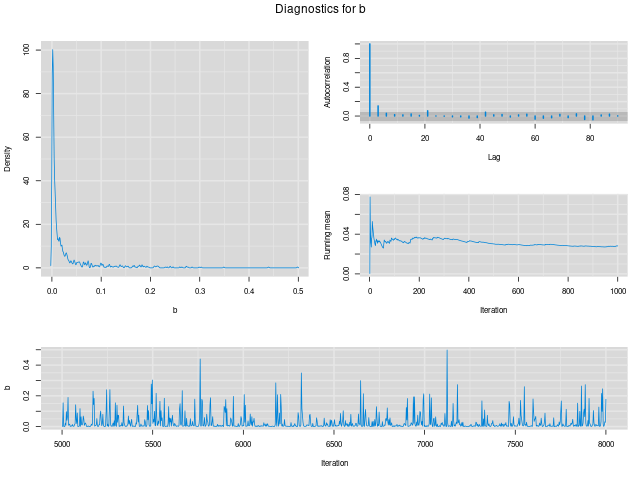 Diagnostics for b
Density
0 20 40 60 80 100
0.0 0.1 0.2 0.3 0.4 0.5
b
Autocorrelation
0.0 0.4 0.8
0 20 40 60 80
Lag
Running mean
0.00 0.04 0.08
0 200 400 600 800 1000
Iteration
b
0.0 0.2 0.4
5000 5500 6000 6500 7000 7500 8000
Iteration